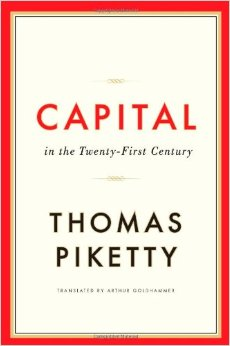 CAPITAL
in the Twenty-First Century
THOMAS
PIKETTY
TRANSLATED BY ARTHUR GOLDHAMMER